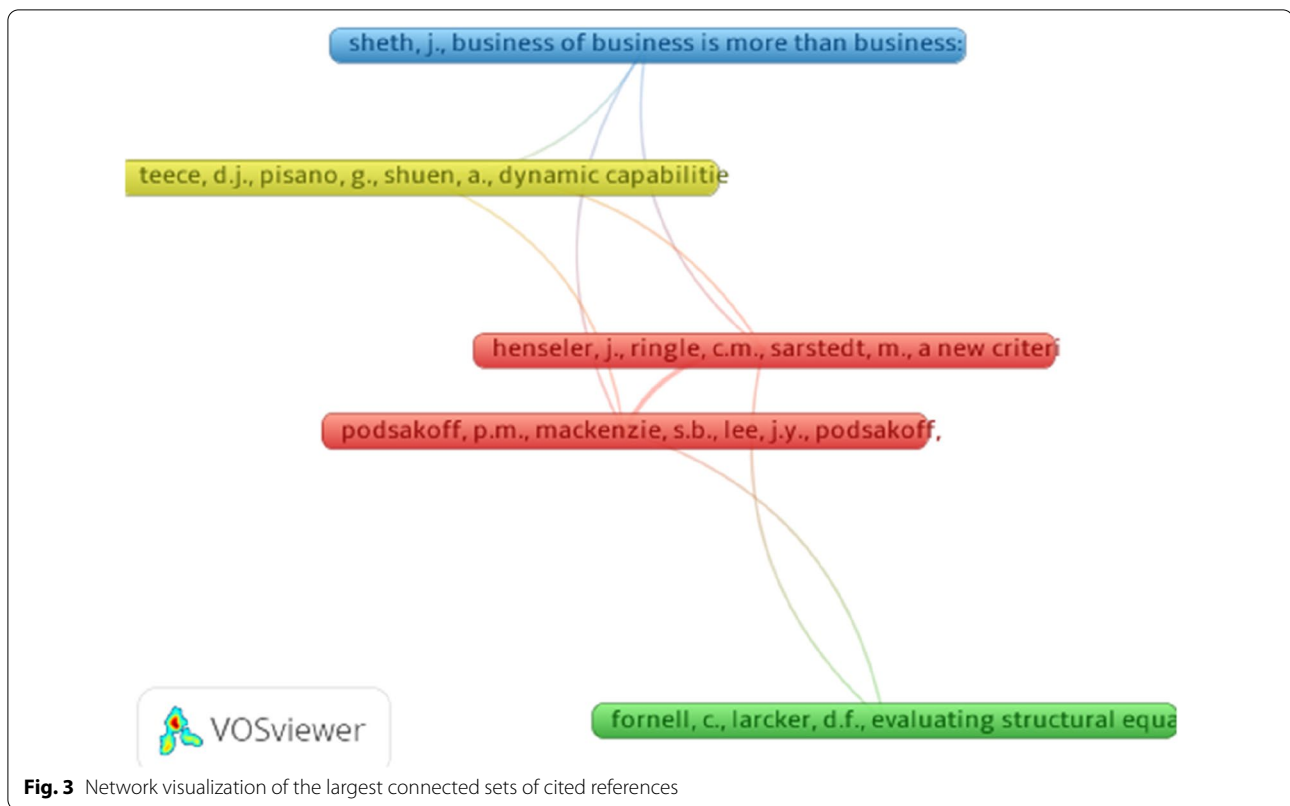 sheth, j., business of business is more than business:
teece, d.j., pisano, g., shuen, a., dynamic capabilitie
henseler, j., ringle, c.m., sarstedt, m., a new criteri
podsakoff, p.m., mackenzie, s.b., lee, j.y., podsakoff,
fornell, c., larcker, d.f., evaluating structural equa
VOSviewer
Fig. 3 Network visualization of the largest connected sets of cited references